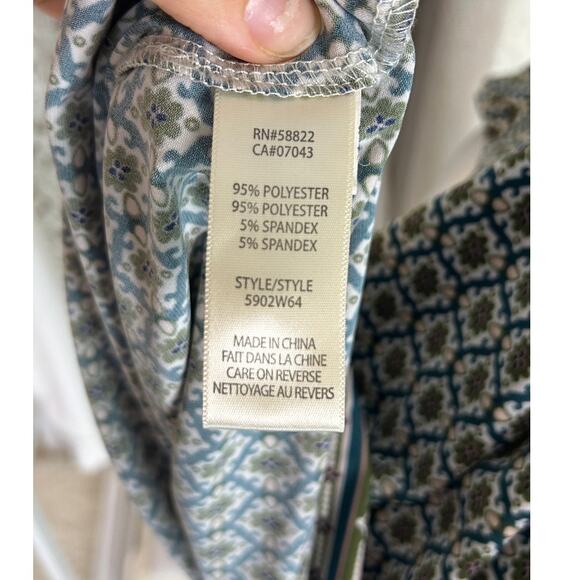 RN#58822
CA#07043
95% POLYESTER
95% POLYESTER
5% SPANDEX
5% SPANDEX
STYLE/STYLE
5902W64
MADE IN CHINA
FAIT DANS LA CHINE
CARE ON REVERSE
NETTOYAGE AU REVERS